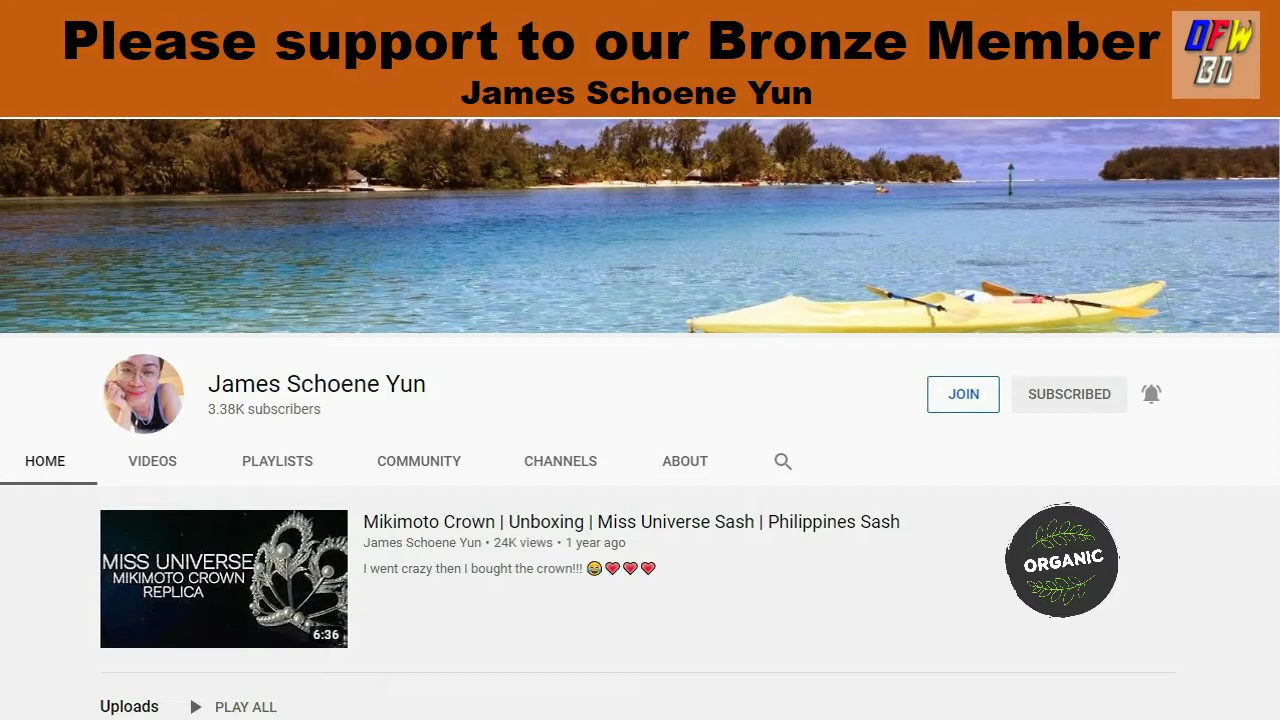 Please support to our Bronze Member
James Schoene Yun
OFW
BD
James Schoene Yun
3.38K subscribers
JOIN
SUBSCRIBED
HOME
VIDEOS
PLAYLISTS
COMMUNITY
CHANNELS
ABOUT
MISS UNIVERSE
MIKIMOTO CROWN
REPLICA
6:36
Mikimoto Crown | Unboxing | Miss Universe Sash | Philippines Sash
James Schoene Yun • 24K views • 1 year ago
I went crazy then I bought the crown!!! 😂💗💗💗
ORGANIC
Uploads
PLAY ALL